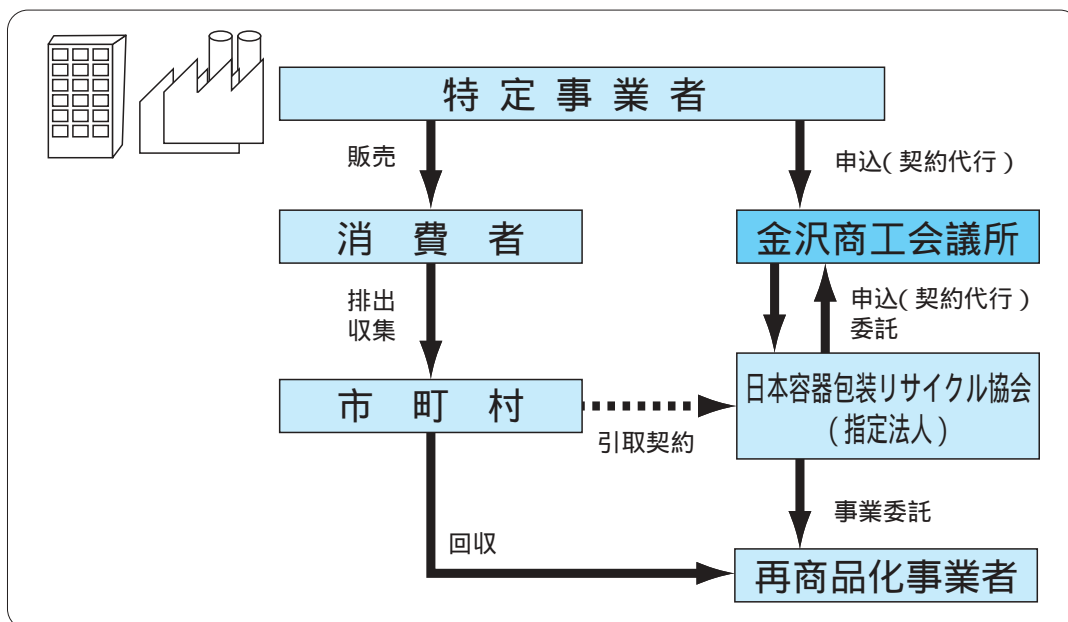 特定事業者
販売
申込(契約代行)
消費者
金沢商工会議所
排出
収集
申込(契約代行)
委託
市町村
日本容器包装リサイクル協会
(指定法人)
引取契約
事業委託
回収
再商品化事業者